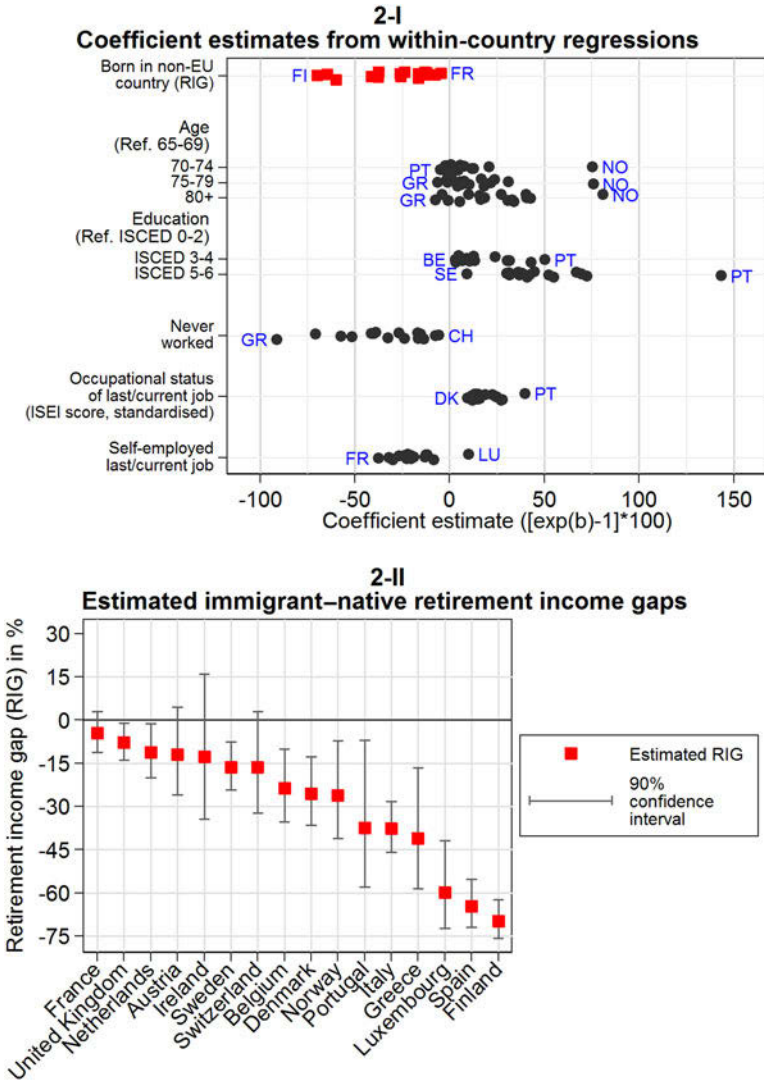 2-I
Coefficient estimates from within-country regressions
Born in non-EU
country (RIG)
FI
FR
Age
(Ref. 65-69)
70-74
PT
NO
75-79
GR
NO
80+
GR
NO
Education
(Ref. ISCED 0-2)
ISCED 3-4
BE
PT
ISCED 5-6
SE
PT
Never
worked
GR
CH
Occupational status
of last/current job
(ISEI score, standardised)
DK
PT
Self-employed
last/current job
FR
LU
-100 -50 0 50 100 150
Coefficient estimate ([exp(b)-1]*100)
2-II
Estimated immigrant–native retirement income gaps
Retirement income gap (RIG) in %
30
15
0
-15
-30
-45
-60
-75
Estimated RIG
90%
confidence
interval
France
United Kingdom
Netherlands
Austria
Ireland
Sweden
Switzerland
Belgium
Denmark
Norway
Portugal
Italy
Greece
Luxembourg
Spain
Finland